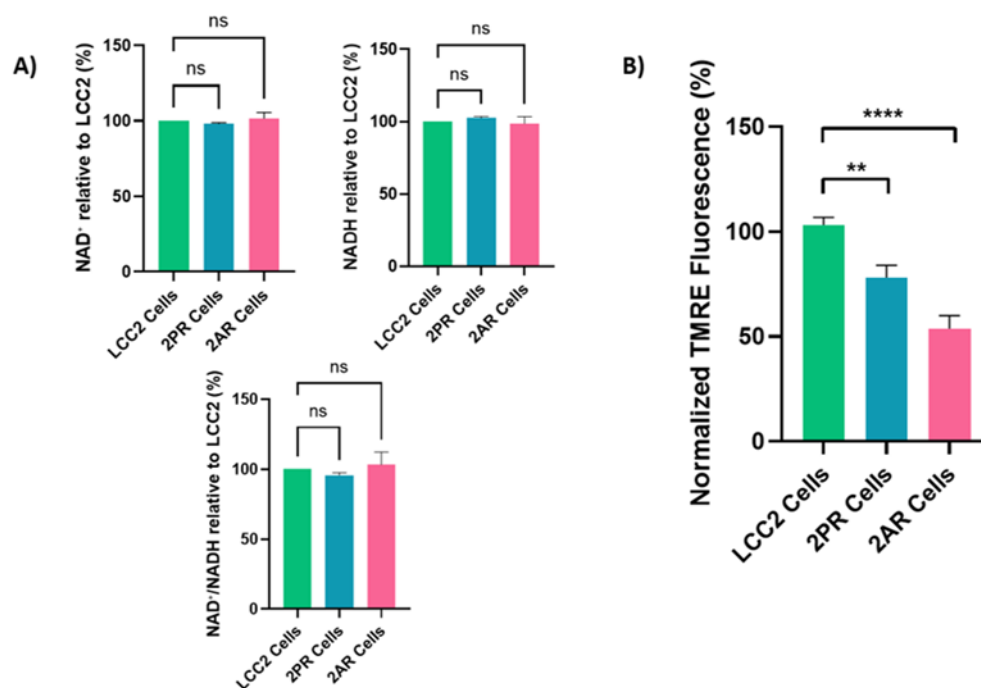 A)
NAD⁺ relative to LCC2 (%)
150
100
50
0
ns
ns
LCC2 Cells
2PR Cells
2AR Cells
NADH relative to LCC2 (%)
150
100
50
0
ns
ns
LCC2 Cells
2PR Cells
2AR Cells
NAD⁺/NADH relative to LCC2 (%)
150
100
50
0
ns
ns
LCC2 Cells
2PR Cells
2AR Cells
B)
Normalized TMRE Fluorescence (%)
150
100
50
0
****
**
LCC2 Cells
2PR Cells
2AR Cells